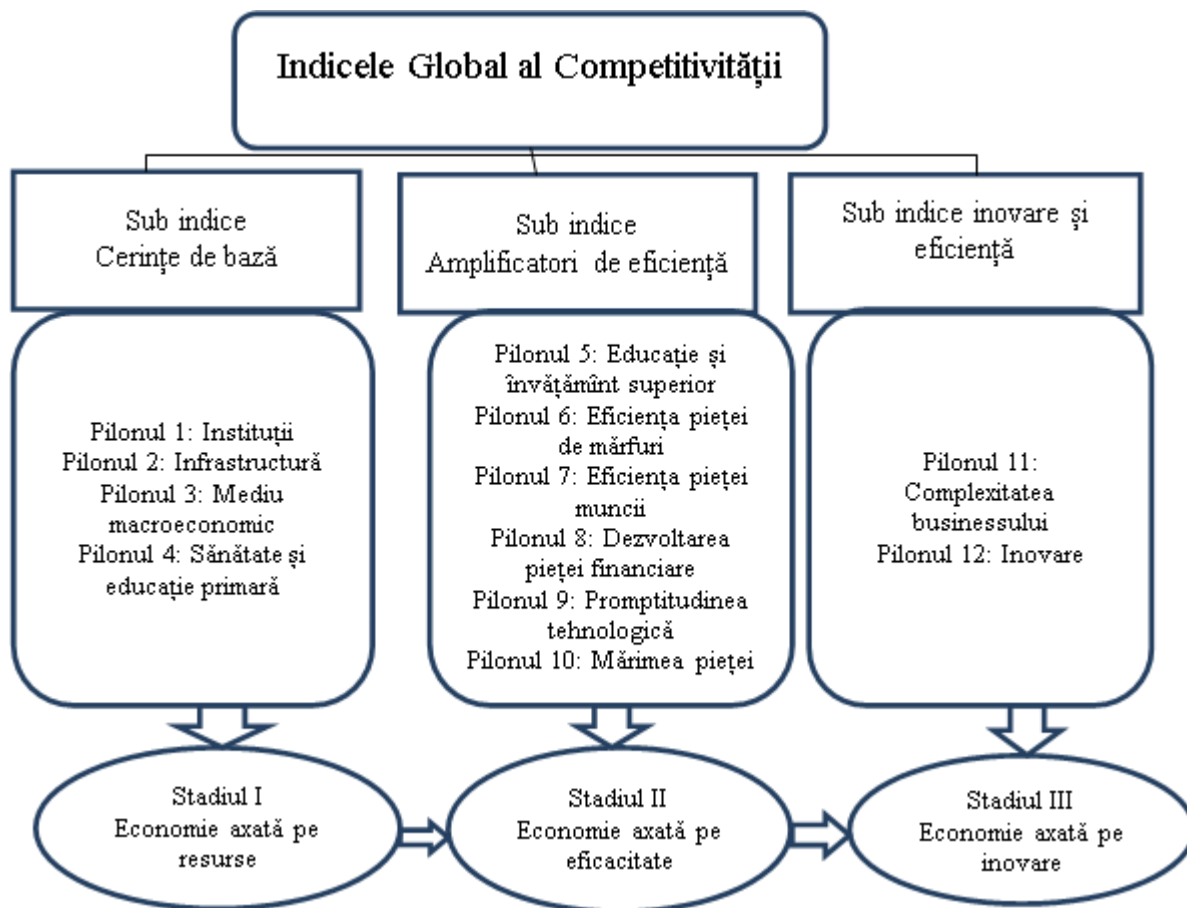 Indicele Global al Competitivității
Sub indice
Cerințe de bază
Sub indice
Amplificatori de eficiență
Sub indice inovare și
eficiență
Pilonul 1: Instituții
Pilonul 2: Infrastructură
Pilonul 3: Mediu
macroeconomic
Pilonul 4: Sănătate și
educație primară
Pilonul 5: Educație și
învățămînt superior
Pilonul 6: Eficiența pieței
de mărfuri
Pilonul 7: Eficiența pieței
muncii
Pilonul 8: Dezvoltarea
pieței financiare
Pilonul 9: Promptitudinea
tehnologică
Pilonul 10: Mărimea pieței
Pilonul 11:
Complexitatea
businessului
Pilonul 12: Inovare
Stadiul I
Economie axată pe
resurse
Stadiul II
Economie axată pe
eficacitate
Stadiul III
Economie axată pe
inovare